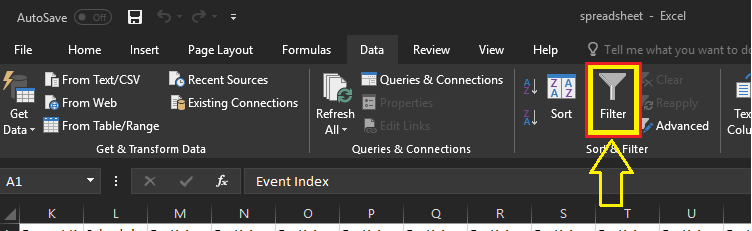 AutoSave Off spreadsheet - Excel
File Home Insert Page Layout Formulas Data Review View Help Tell me what you want to do
Get Data From Text/CSV Recent Sources Refresh All Queries & Connections A Z Z A Sort Filter Clear
From Web Existing Connections Properties Z A Reapply
From Table/Range Edit Links Advanced
Get & Transform Data Queries & Connections Sort & Filter
A1 fx Event Index
K L M N O P Q R S T U